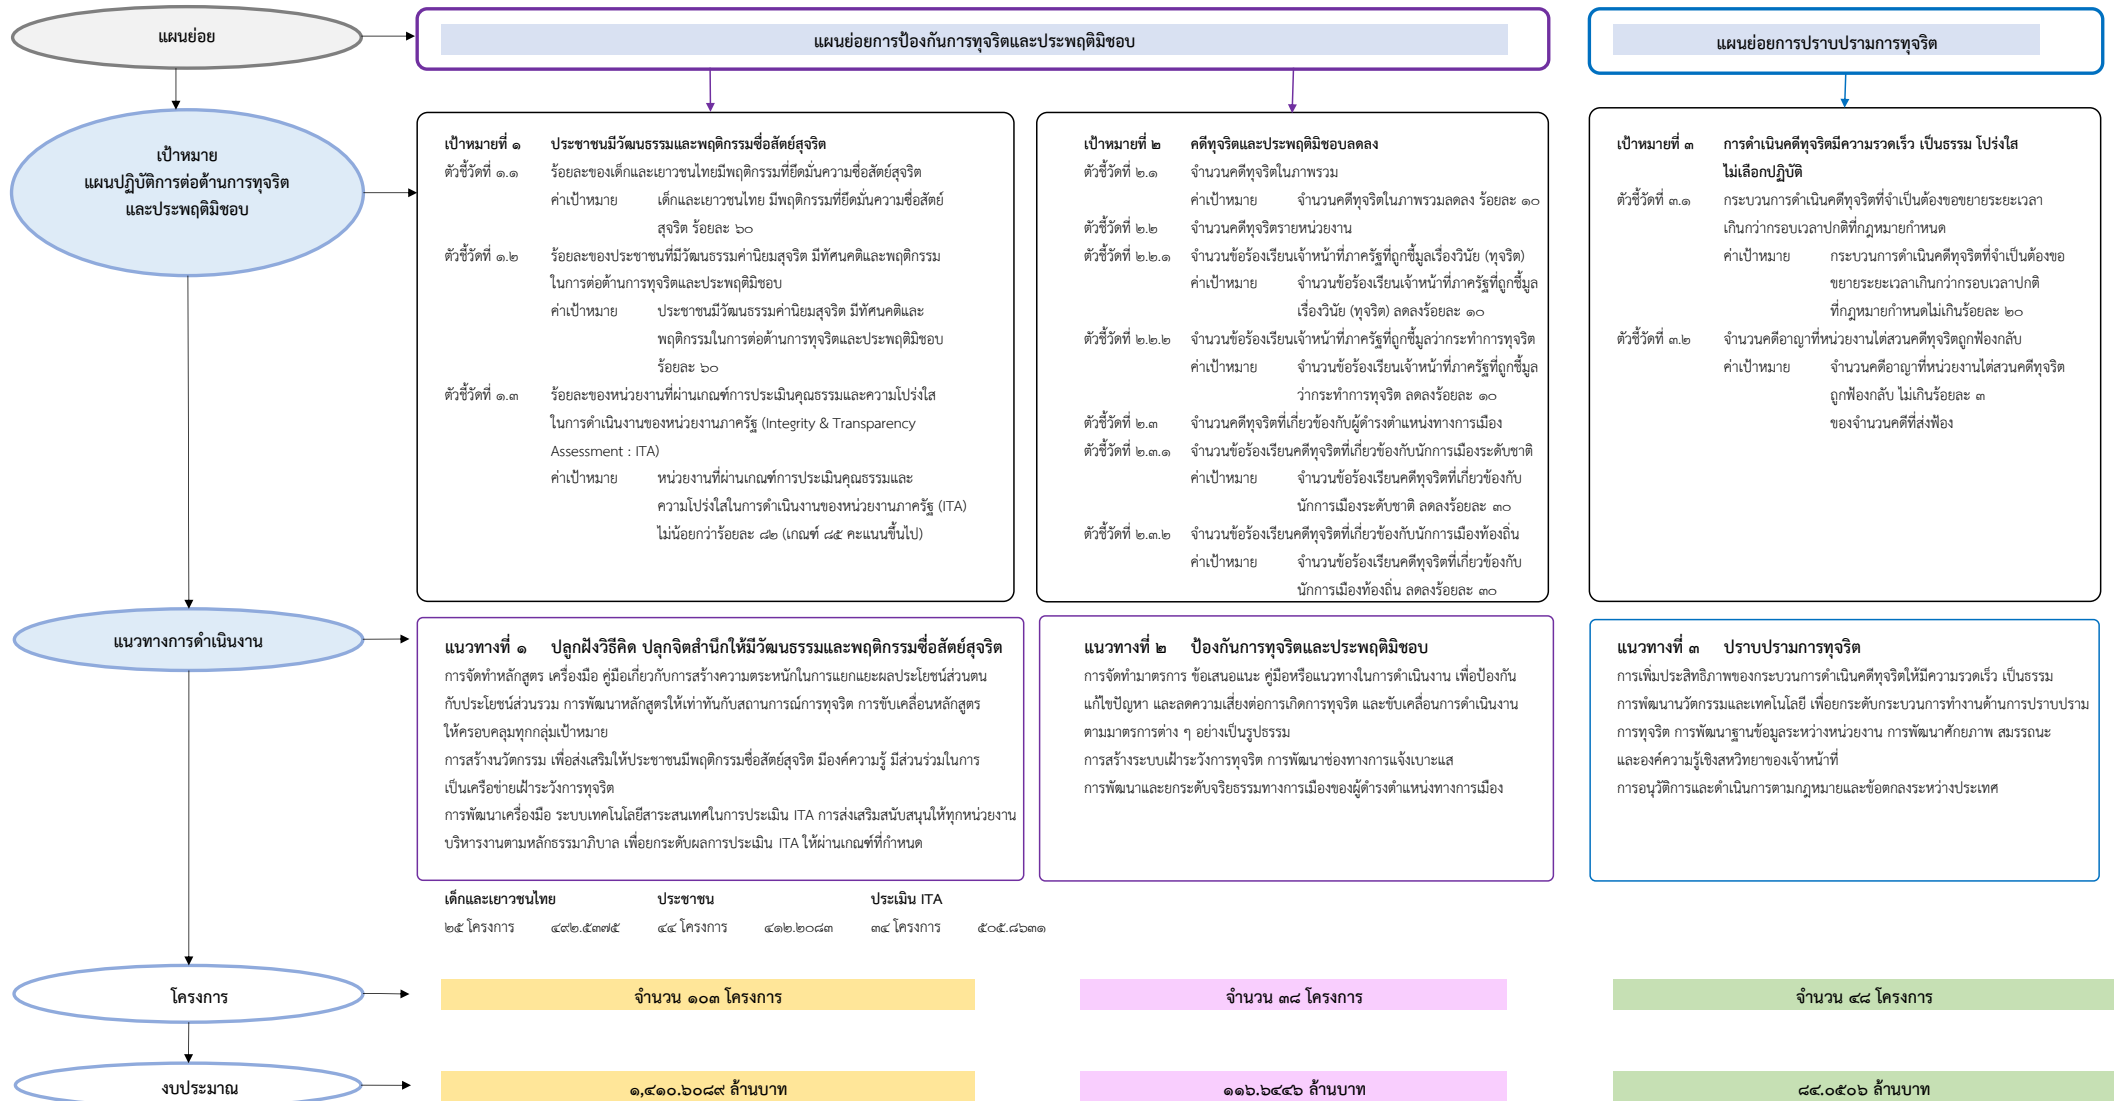 แผนย่อย
แผนย่อยการป้องกันการทุจริตและประพฤติมิชอบ
แผนย่อยการปราบปรามการทุจริต
เป้าหมาย
แผนปฏิบัติการต่อต้านการทุจริต
และประพฤติมิชอบ
เป้าหมายที่ ๑ ประชาชนมีวัฒนธรรมและพฤติกรรมซื่อสัตย์สุจริต
ตัวชี้วัดที่ ๑.๑ ร้อยละของเด็กและเยาวชนไทยมีพฤติกรรมที่ยึดมั่นความซื่อสัตย์สุจริต
ค่าเป้าหมาย เด็กและเยาวชนไทย มีพฤติกรรมที่ยึดมั่นความซื่อสัตย์
สุจริต ร้อยละ ๖๐
ตัวชี้วัดที่ ๑.๒ ร้อยละของประชาชนที่มีวัฒนธรรมค่านิยมสุจริต มีทัศนคติและพฤติกรรม
ในการต่อต้านการทุจริตและประพฤติมิชอบ
ค่าเป้าหมาย ประชาชนมีวัฒนธรรมค่านิยมสุจริต มีทัศนคติและ
พฤติกรรมในการต่อต้านการทุจริตและประพฤติมิชอบ
ร้อยละ ๖๐
ตัวชี้วัดที่ ๑.๓ ร้อยละของหน่วยงานที่ผ่านเกณฑ์การประเมินคุณธรรมและความโปร่งใส
ในการดำเนินงานของหน่วยงานภาครัฐ (Integrity & Transparency
Assessment : ITA)
ค่าเป้าหมาย หน่วยงานที่ผ่านเกณฑ์การประเมินคุณธรรมและ
ความโปร่งใสในการดำเนินงานของหน่วยงานภาครัฐ (ITA)
ไม่น้อยกว่าร้อยละ ๘๒ (เกณฑ์ ๘๕ คะแนนขึ้นไป)
เป้าหมายที่ ๒ คดีทุจริตและประพฤติมิชอบลดลง
ตัวชี้วัดที่ ๒.๑ จำนวนคดีทุจริตในภาพรวม
ค่าเป้าหมาย จำนวนคดีทุจริตในภาพรวมลดลง ร้อยละ ๑๐
ตัวชี้วัดที่ ๒.๒ จำนวนคดีทุจริตรายหน่วยงาน
ตัวชี้วัดที่ ๒.๒.๑ จำนวนข้อร้องเรียนเจ้าหน้าที่ภาครัฐที่ถูกชี้มูลเรื่องวินัย (ทุจริต)
ค่าเป้าหมาย จำนวนข้อร้องเรียนเจ้าหน้าที่ภาครัฐที่ถูกชี้มูล
เรื่องวินัย (ทุจริต) ลดลงร้อยละ ๑๐
ตัวชี้วัดที่ ๒.๒.๒ จำนวนข้อร้องเรียนเจ้าหน้าที่ภาครัฐที่ถูกชี้มูลว่ากระทำการทุจริต
ค่าเป้าหมาย จำนวนข้อร้องเรียนเจ้าหน้าที่ภาครัฐที่ถูกชี้มูล
ว่ากระทำการทุจริต ลดลงร้อยละ ๑๐
ตัวชี้วัดที่ ๒.๓ จำนวนคดีทุจริตที่เกี่ยวข้องกับผู้ดำรงตำแหน่งทางการเมือง
ตัวชี้วัดที่ ๒.๓.๑ จำนวนข้อร้องเรียนคดีทุจริตที่เกี่ยวข้องกับนักการเมืองระดับชาติ
ค่าเป้าหมาย จำนวนข้อร้องเรียนคดีทุจริตที่เกี่ยวข้องกับ
นักการเมืองระดับชาติ ลดลงร้อยละ ๓๐
ตัวชี้วัดที่ ๒.๓.๒ จำนวนข้อร้องเรียนคดีทุจริตที่เกี่ยวข้องกับนักการเมืองท้องถิ่น
ค่าเป้าหมาย จำนวนข้อร้องเรียนคดีทุจริตที่เกี่ยวข้องกับ
นักการเมืองท้องถิ่น ลดลงร้อยละ ๓๐
เป้าหมายที่ ๓ การดำเนินคดีทุจริตมีความรวดเร็ว เป็นธรรม โปร่งใส
ไม่เลือกปฏิบัติ
ตัวชี้วัดที่ ๓.๑ กระบวนการดำเนินคดีทุจริตที่จำเป็นต้องขอขยายระยะเวลา
เกินกว่ากรอบเวลาปกติที่กฎหมายกำหนด
ค่าเป้าหมาย กระบวนการดำเนินคดีทุจริตที่จำเป็นต้องขอ
ขยายระยะเวลาเกินกว่ากรอบเวลาปกติ
ที่กฎหมายกำหนดไม่เกินร้อยละ ๒๐
ตัวชี้วัดที่ ๓.๒ จำนวนคดีอาญาที่หน่วยงานไต่สวนคดีทุจริตถูกฟ้องกลับ
ค่าเป้าหมาย จำนวนคดีอาญาที่หน่วยงานไต่สวนคดีทุจริต
ถูกฟ้องกลับ ไม่เกินร้อยละ ๓
ของจำนวนคดีที่ส่งฟ้อง
แนวทางการดำเนินงาน
แนวทางที่ ๑ ปลูกฝังวิธีคิด ปลุกจิตสำนึกให้มีวัฒนธรรมและพฤติกรรมซื่อสัตย์สุจริต
การจัดทำหลักสูตร เครื่องมือ คู่มือเกี่ยวกับการสร้างความตระหนักในการแยกแยะผลประโยชน์ส่วนตน
กับประโยชน์ส่วนรวม การพัฒนาหลักสูตรให้เท่าทันกับสถานการณ์การทุจริต การขับเคลื่อนหลักสูตร
ให้ครอบคลุมทุกกลุ่มเป้าหมาย
การสร้างนวัตกรรม เพื่อส่งเสริมให้ประชาชนมีพฤติกรรมซื่อสัตย์สุจริต มีองค์ความรู้ มีส่วนร่วมในการ
เป็นเครือข่ายเฝ้าระวังการทุจริต
การพัฒนาเครื่องมือ ระบบเทคโนโลยีสาระสนเทศในการประเมิน ITA การส่งเสริมสนับสนุนให้ทุกหน่วยงาน
บริหารงานตามหลักธรรมาภิบาล เพื่อยกระดับผลการประเมิน ITA ให้ผ่านเกณฑ์ที่กำหนด
แนวทางที่ ๒ ป้องกันการทุจริตและประพฤติมิชอบ
การจัดทำมาตรการ ข้อเสนอแนะ คู่มือหรือแนวทางในการดำเนินงาน เพื่อป้องกัน
แก้ไขปัญหา และลดความเสี่ยงต่อการเกิดการทุจริต และขับเคลื่อนการดำเนินงาน
ตามมาตรการต่าง ๆ อย่างเป็นรูปธรรม
การสร้างระบบเฝ้าระวังการทุจริต การพัฒนาช่องทางการแจ้งเบาะแส
การพัฒนาและยกระดับจริยธรรมทางการเมืองของผู้ดำรงตำแหน่งทางการเมือง
แนวทางที่ ๓ ปราบปรามการทุจริต
การเพิ่มประสิทธิภาพของกระบวนการดำเนินคดีทุจริตให้มีความรวดเร็ว เป็นธรรม
การพัฒนานวัตกรรมและเทคโนโลยี เพื่อยกระดับกระบวนการทำงานด้านการปราบปราม
การทุจริต การพัฒนาฐานข้อมูลระหว่างหน่วยงาน การพัฒนาศักยภาพ สมรรถนะ
และองค์ความรู้เชิงสหวิทยาของเจ้าหน้าที่
การอนุวัติการและดำเนินการตามกฎหมายและข้อตกลงระหว่างประเทศ
เด็กและเยาวชนไทย ประชาชน ประเมิน ITA
๒๕ โครงการ ๔๙๒.๕๓๗๕ ๔๔ โครงการ ๔๑๒.๒๐๘๓ ๓๔ โครงการ ๕๐๕.๘๖๓๑
โครงการ
จำนวน ๑๐๓ โครงการ
จำนวน ๓๘ โครงการ
จำนวน ๔๘ โครงการ
งบประมาณ
๑,๔๑๐.๖๐๘๙ ล้านบาท
๑๑๖.๖๔๔๖ ล้านบาท
๘๔.๐๕๐๖ ล้านบาท